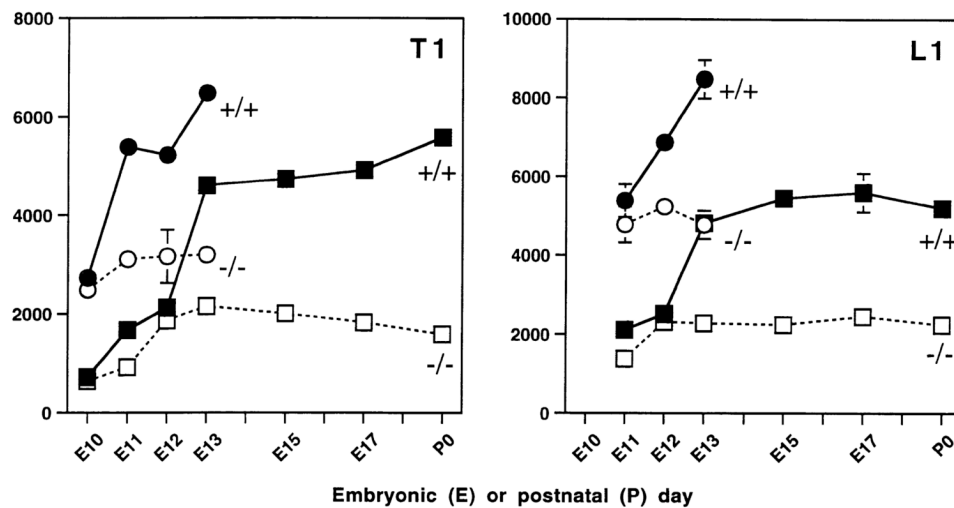 8000
6000
4000
2000
0
T1
+/+
+/+
-/-
-/-
E10
E11
E12
E13
E15
E17
P0
10000
8000
6000
4000
2000
0
L1
+/+
-/-
+/+
-/-
E10
E11
E12
E13
E15
E17
P0
Embryonic (E) or postnatal (P) day